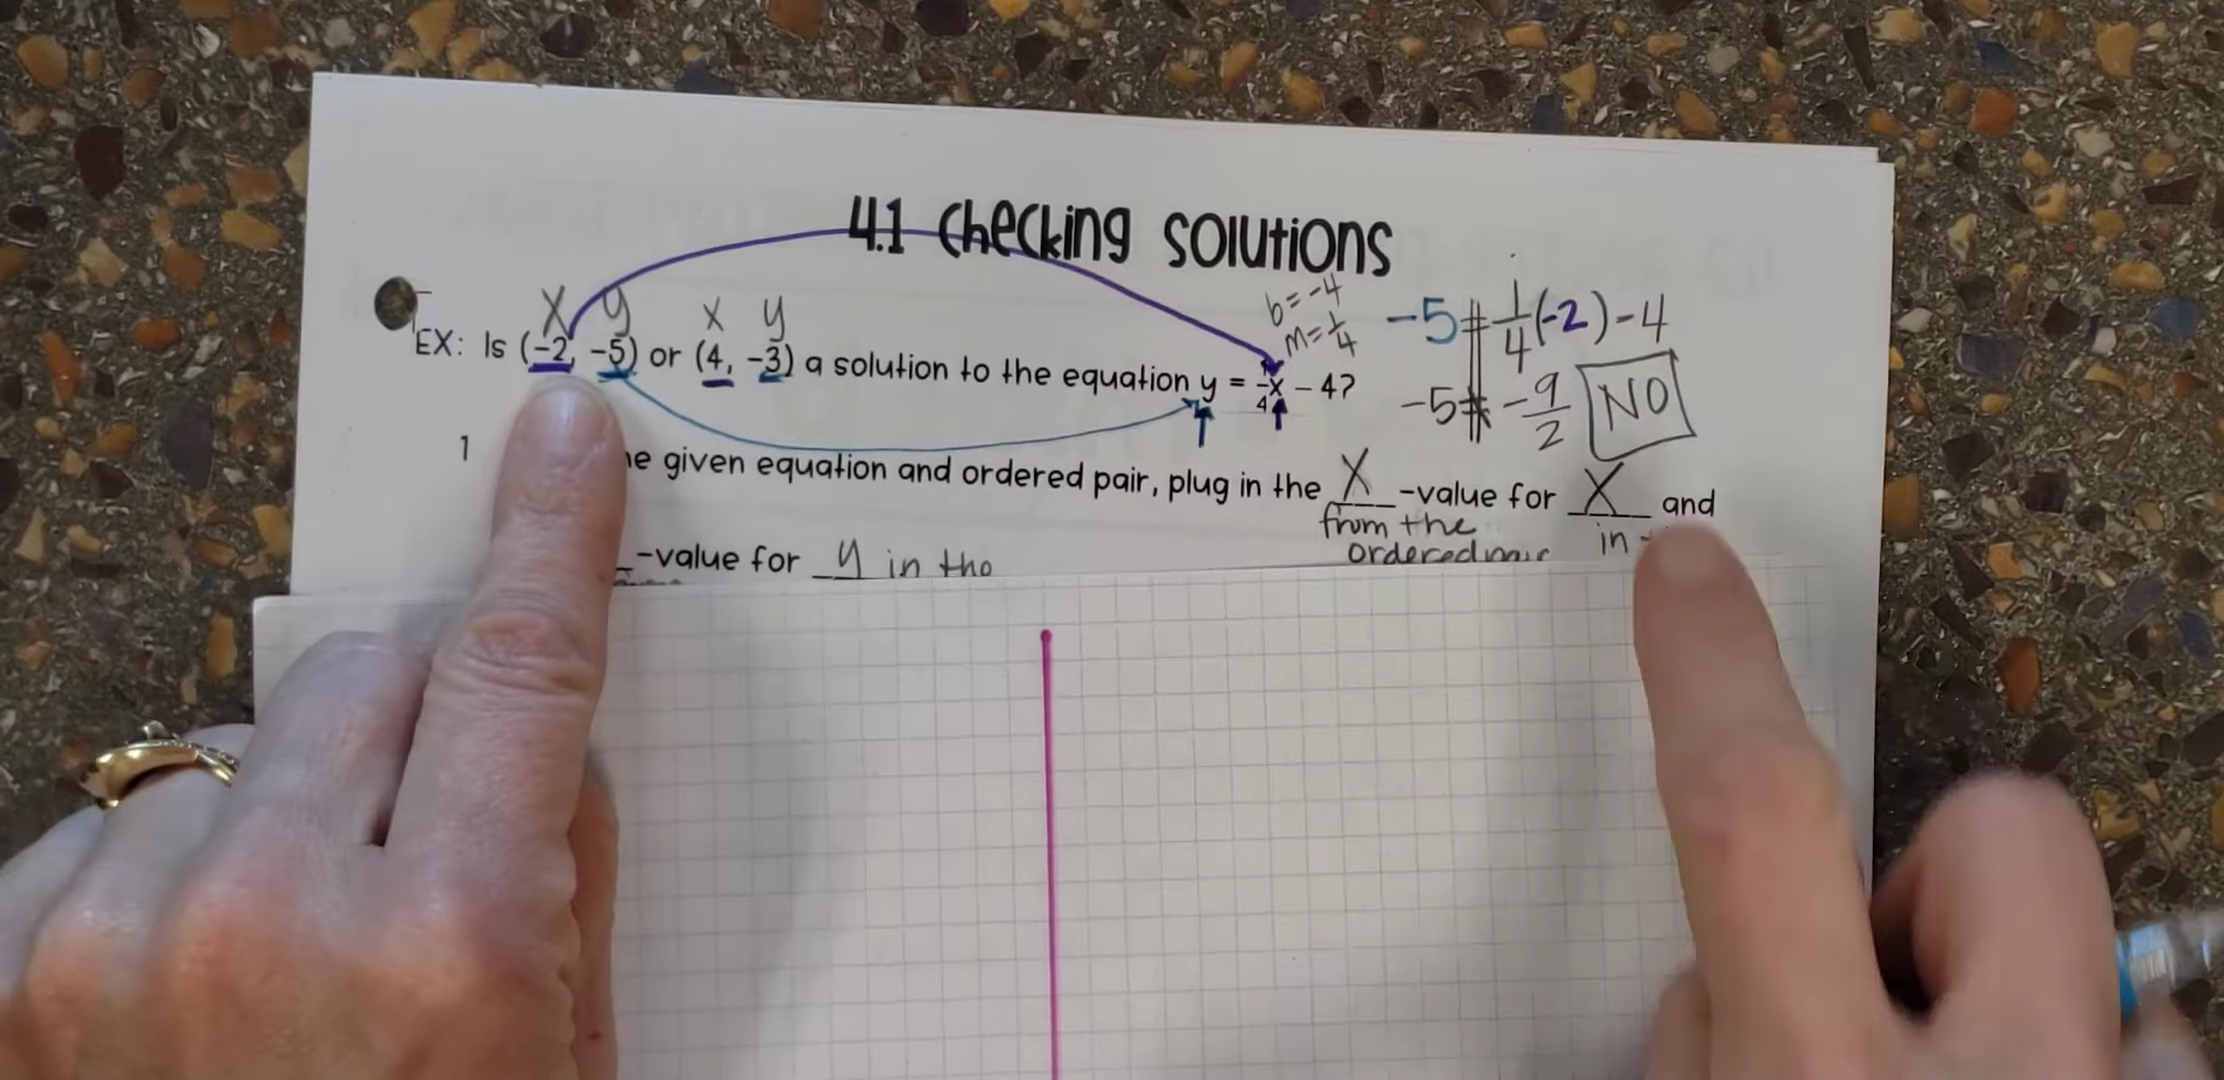 4.1 Checking Solutions
X y x y
b=-4
m=1/4
EX: Is (-2, -5) or (4, -3) a solution to the equation y = 1/4x - 4?
-5 ≠ 1/4(-2)-4
-5 ≠ -9/2 NO
1
given equation and ordered pair, plug in the X -value for X and
from the in
ordered
-value for y in the